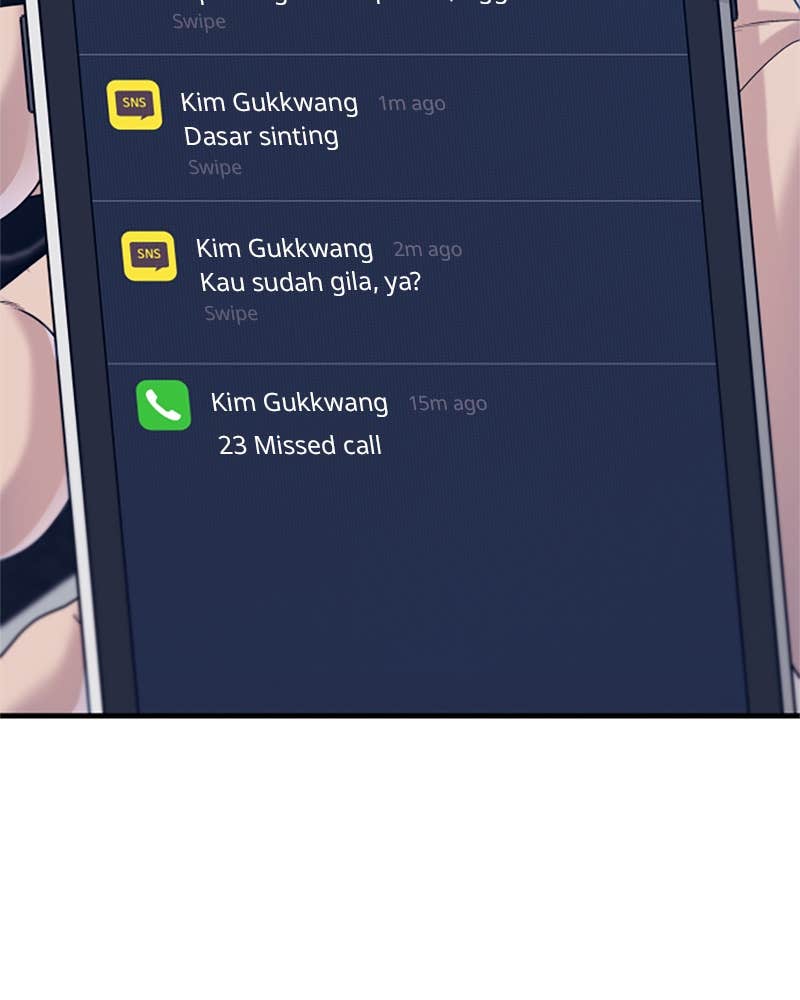 Swipe
SNS
Kim Gukkwang 1m ago
Dasar sinting
Swipe
SNS
Kim Gukkwang 2m ago
Kau sudah gila, ya?
Swipe
Kim Gukkwang 15m ago
23 Missed call